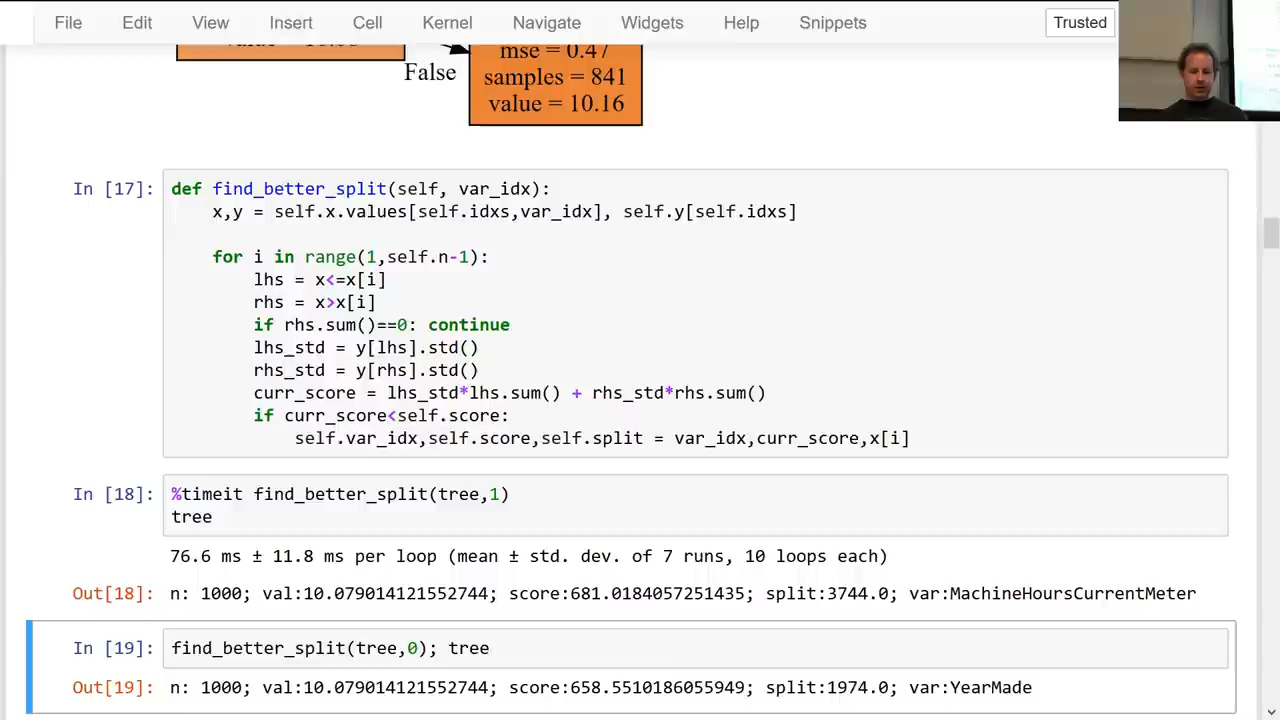 File Edit View Insert Cell Kernel Navigate Widgets Help Snippets Trusted
mse = 0.47
False
samples = 841
value = 10.16
In [17]: def find_better_split(self, var_idx):
x,y = self.x.values[self.idxs,var_idx], self.y[self.idxs]
for i in range(1,self.n-1):
lhs = x<=x[i]
rhs = x>x[i]
if rhs.sum()==0: continue
lhs_std = y[lhs].std()
rhs_std = y[rhs].std()
curr_score = lhs_std*lhs.sum() + rhs_std*rhs.sum()
if curr_score<self.score:
self.var_idx,self.score,self.split = var_idx,curr_score,x[i]
In [18]: %timeit find_better_split(tree,1)
tree
76.6 ms ± 11.8 ms per loop (mean ± std. dev. of 7 runs, 10 loops each)
Out[18]: n: 1000; val:10.079014121552744; score:681.0184057251435; split:3744.0; var:MachineHoursCurrentMeter
In [19]: find_better_split(tree,0); tree
Out[19]: n: 1000; val:10.079014121552744; score:658.5510186055949; split:1974.0; var:YearMade